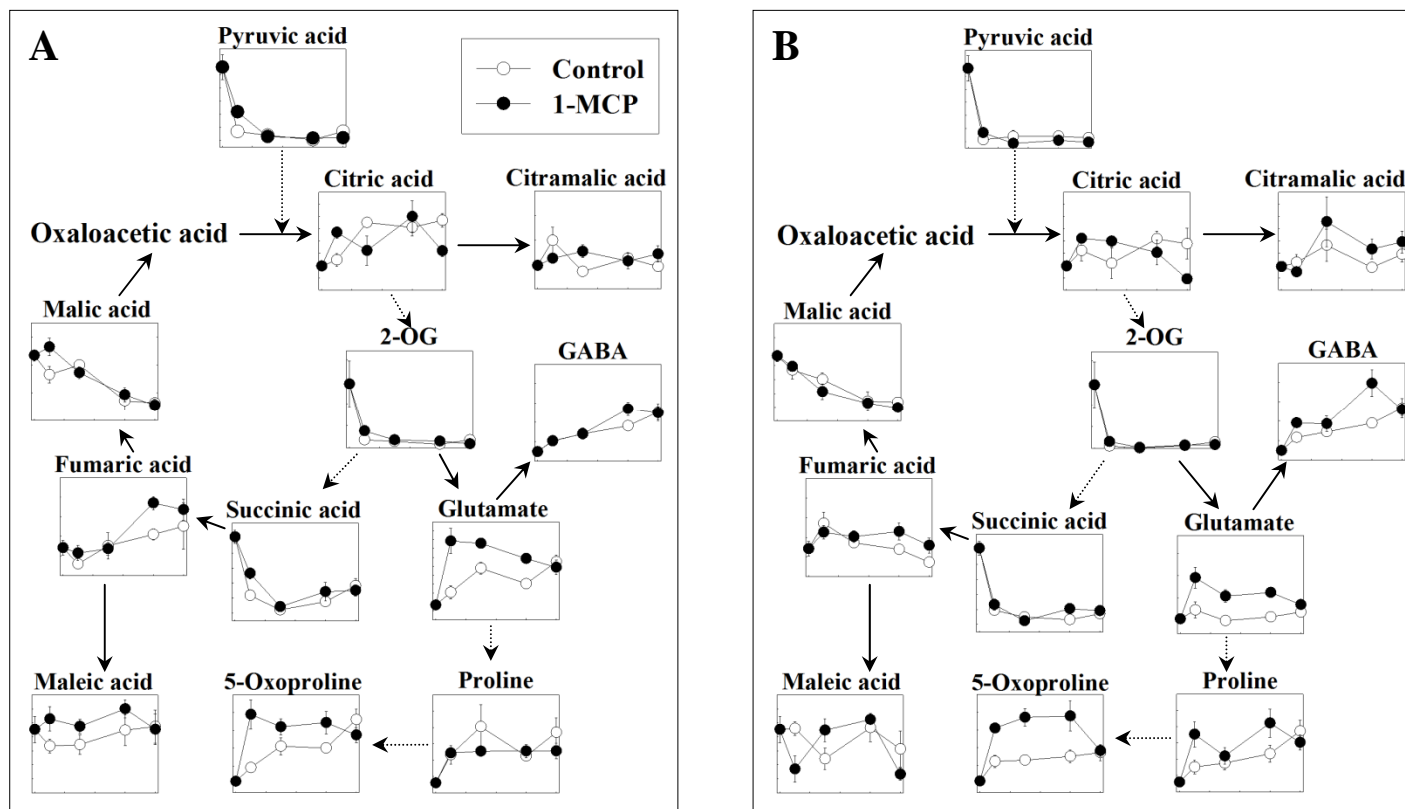 A
Pyruvic acid
Control
1-MCP
Citric acid
Citramalic acid
Oxaloacetic acid
Malic acid
2-OG
GABA
Fumaric acid
Succinic acid
Glutamate
Maleic acid
5-Oxoproline
Proline
B
Pyruvic acid
Citric acid
Citramalic acid
Oxaloacetic acid
Malic acid
2-OG
GABA
Fumaric acid
Succinic acid
Glutamate
Maleic acid
5-Oxoproline
Proline